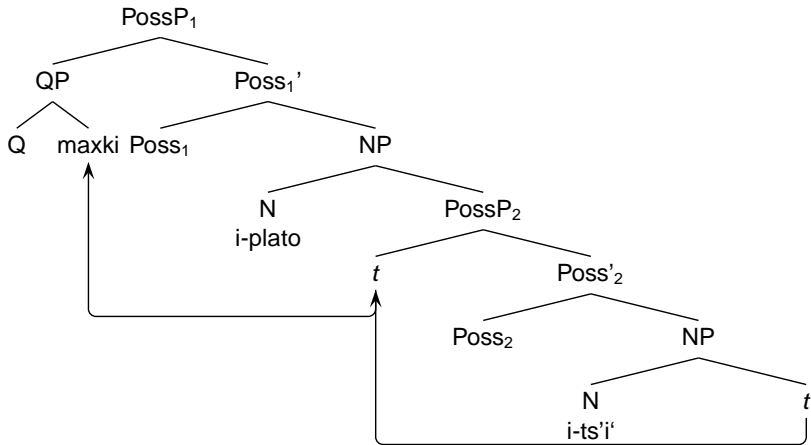 PossP₁
QP Poss₁'
Q maxki Poss₁ NP
N PossP₂
i-plato
t Poss'₂
Poss₂ NP
N t
i-ts'i‘